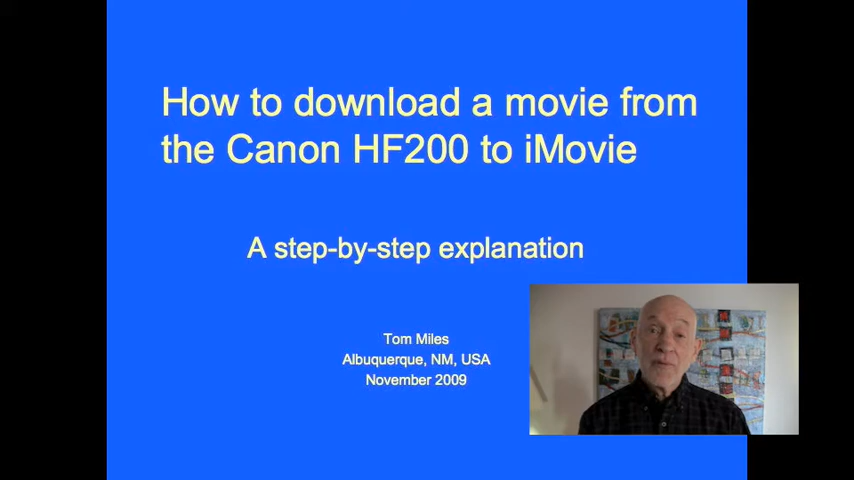 How to download a movie from
the Canon HF200 to iMovie
A step-by-step explanation
Tom Miles
Albuquerque, NM, USA
November 2009